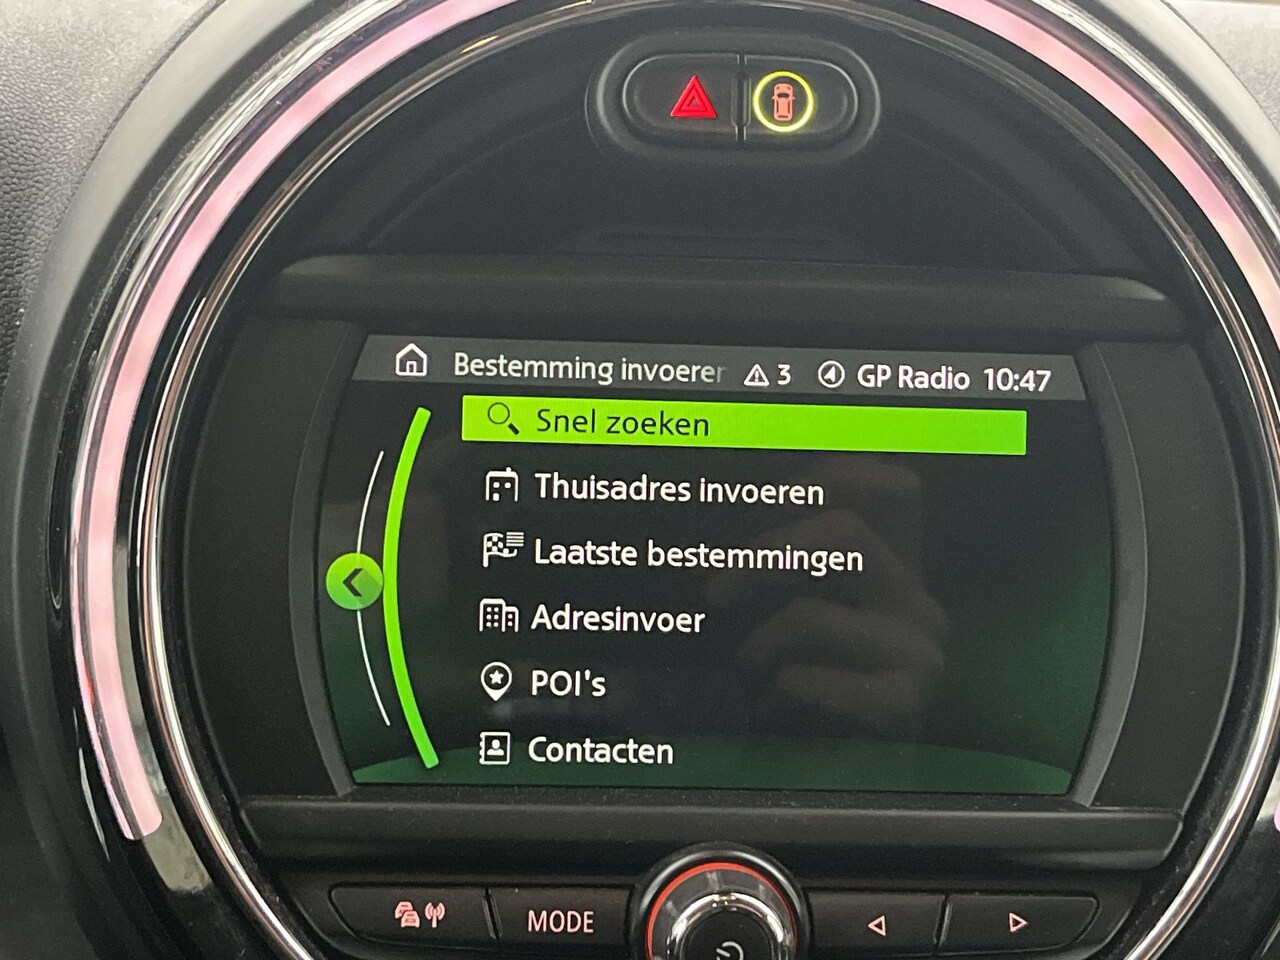 Bestemming invoeren 3 GP Radio 10:47
Snel zoeken
Thuisadres invoeren
Laatste bestemmingen
Adresinvoer
POI's
Contacten
MODE